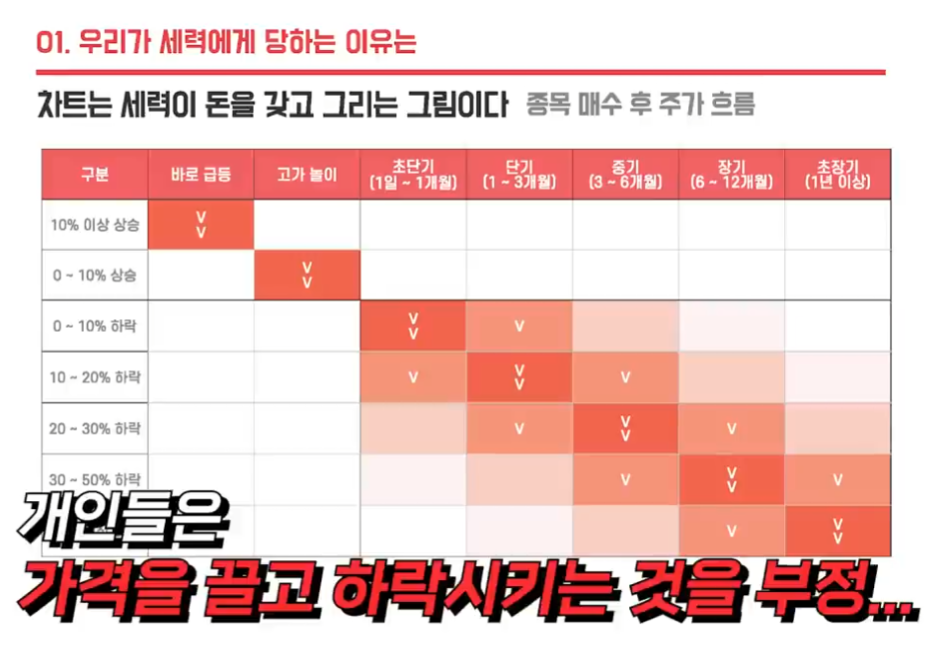 01. 우리가 세력에게 당하는 이유는
차트는 세력이 돈을 갖고 그리는 그림이다 종목 매수 후 주가 흐름
구분 바로 급등 고가 놀이 초단기 단기 중기 장기 초장기
(1일 ~ 1개월) (1 ~ 3개월) (3 ~ 6개월) (6 ~ 12개월) (1년 이상)
10% 이상 상승 V
V
0 ~ 10% 상승 V
V
0 ~ 10% 하락 V V
V
10 ~ 20% 하락 V V V
V
20 ~ 30% 하락 V V V
V
30 ~ 50% 하락 V V V
V
V V
V
개인들은
가격을 끌고 하락시키는 것을 부정...